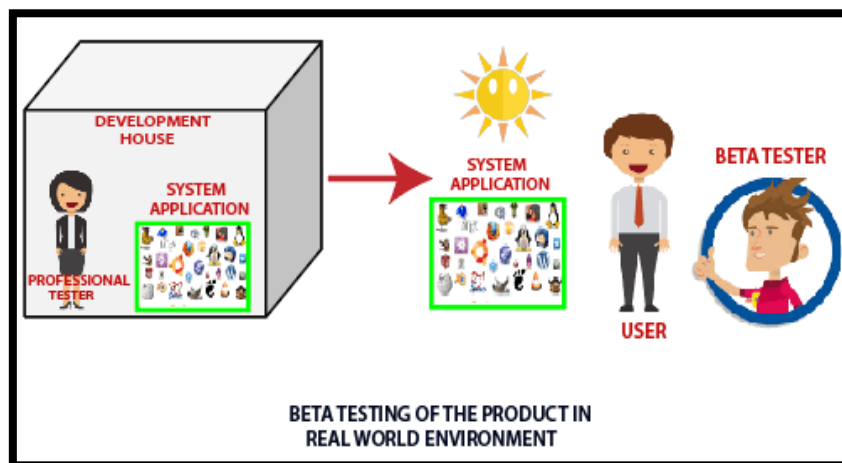 DEVELOPMENT
HOUSE
SYSTEM
APPLICATION
PROFESSIONAL
TESTER
SYSTEM
APPLICATION
USER
BETA TESTER
BETA TESTING OF THE PRODUCT IN
REAL WORLD ENVIRONMENT